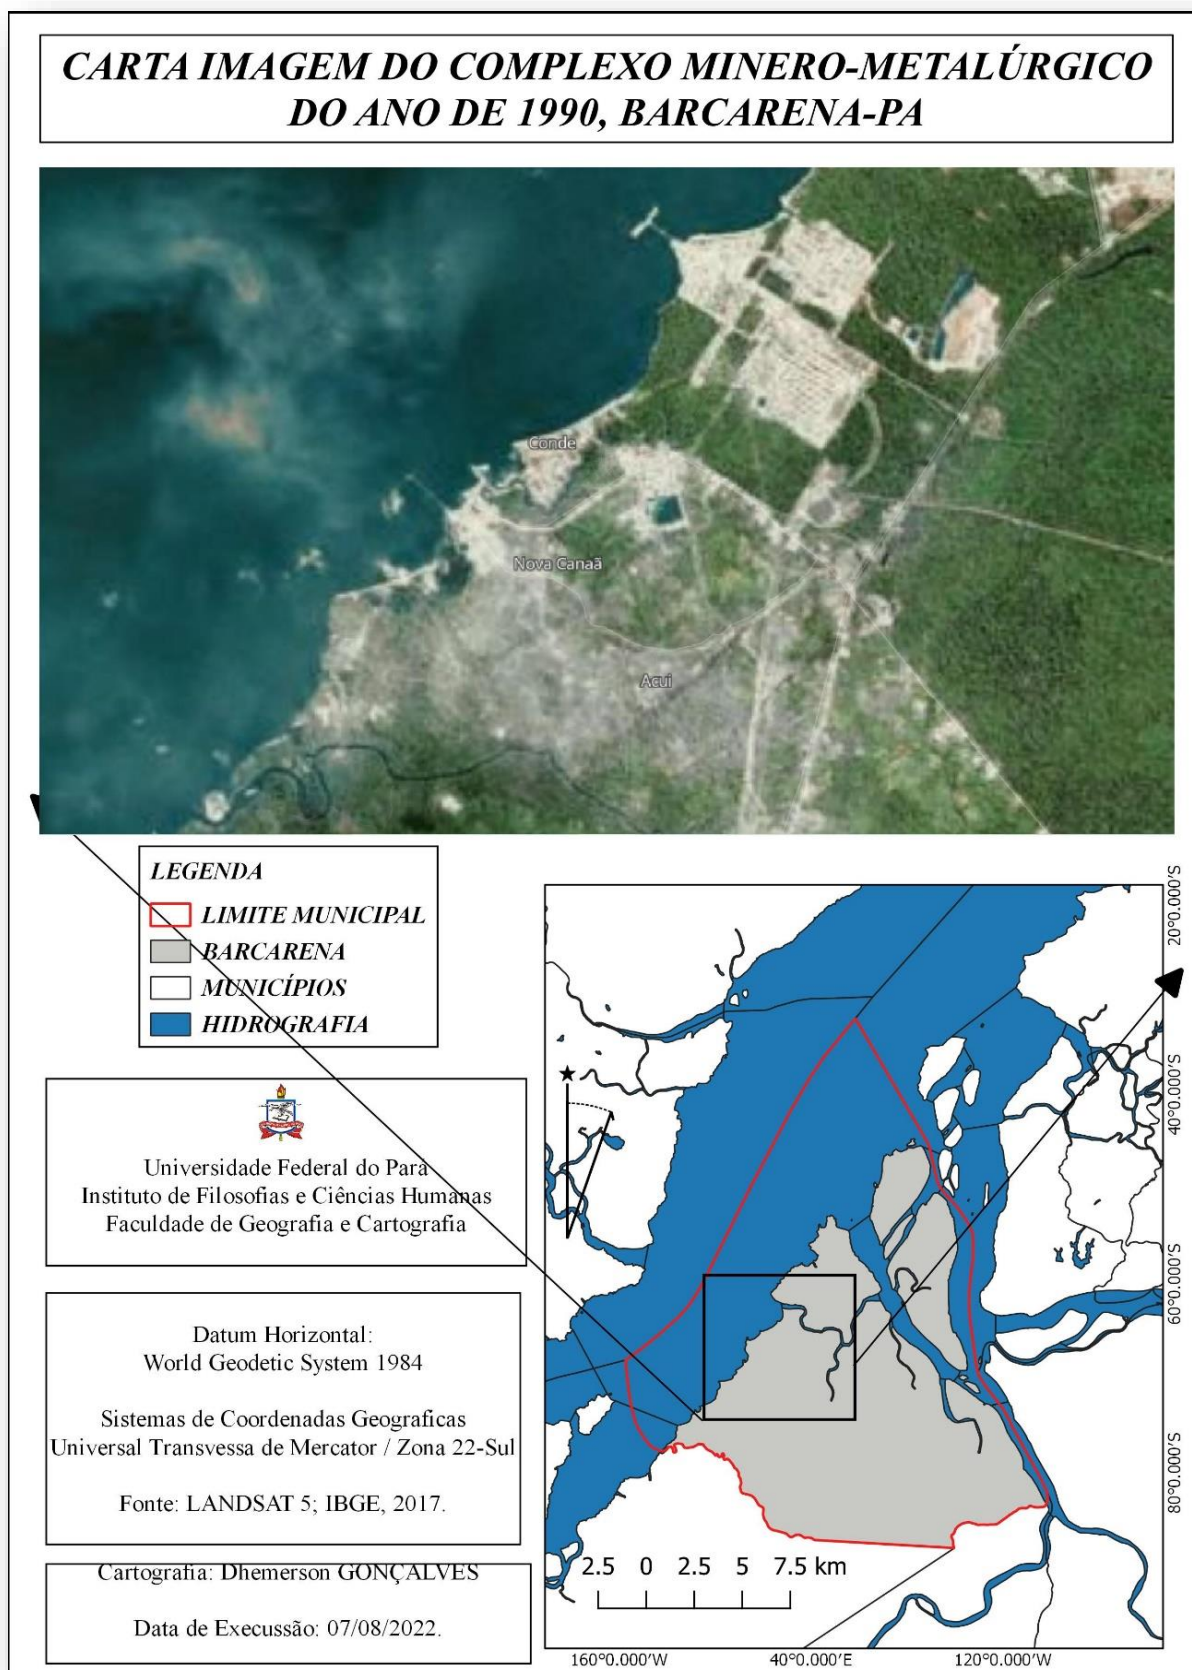 CARTA IMAGEM DO COMPLEXO MINERO-METALÚRGICO
DO ANO DE 1990, BARCARENA-PA
Conde
Nova Canaã
Acui
LEGENDA
LIMITE MUNICIPAL
BARCARENA
MUNICÍPIOS
HIDROGRAFIA
Universidade Federal do Pará
Instituto de Filosofias e Ciências Humanas
Faculdade de Geografia e Cartografia
Datum Horizontal:
World Geodetic System 1984
Sistemas de Coordenadas Geograficas
Universal Transvessa de Mercator / Zona 22-Sul
Fonte: LANDSAT 5; IBGE, 2017.
Cartografia: Dhemerson GONÇALVES
Data de Execussão: 07/08/2022.
20°0.000'S
40°0.000'S
60°0.000'S
80°0.000'S
2.5 0 2.5 5 7.5 km
160°0.000'W 40°0.000'E 120°0.000'W